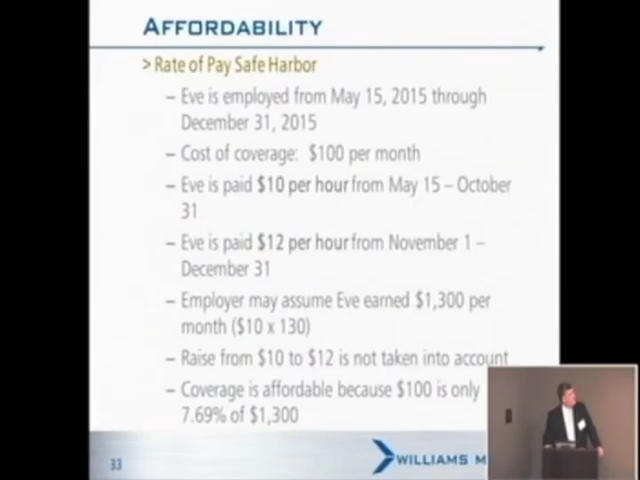 AFFORDABILITY
> Rate of Pay Safe Harbor
– Eve is employed from May 15, 2015 through
December 31, 2015
– Cost of coverage: $100 per month
– Eve is paid $10 per hour from May 15 – October
31
– Eve is paid $12 per hour from November 1 –
December 31
– Employer may assume Eve earned $1,300 per
month ($10 x 130)
– Raise from $10 to $12 is not taken into account
– Coverage is affordable because $100 is only
7.69% of $1,300
33
WILLIAMS M